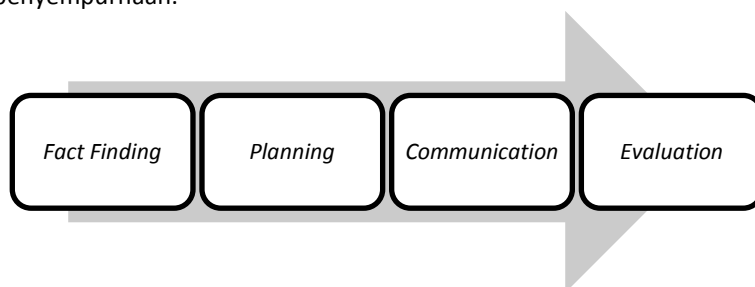 penyempurnaan.
Fact Finding
Planning
Communication
Evaluation